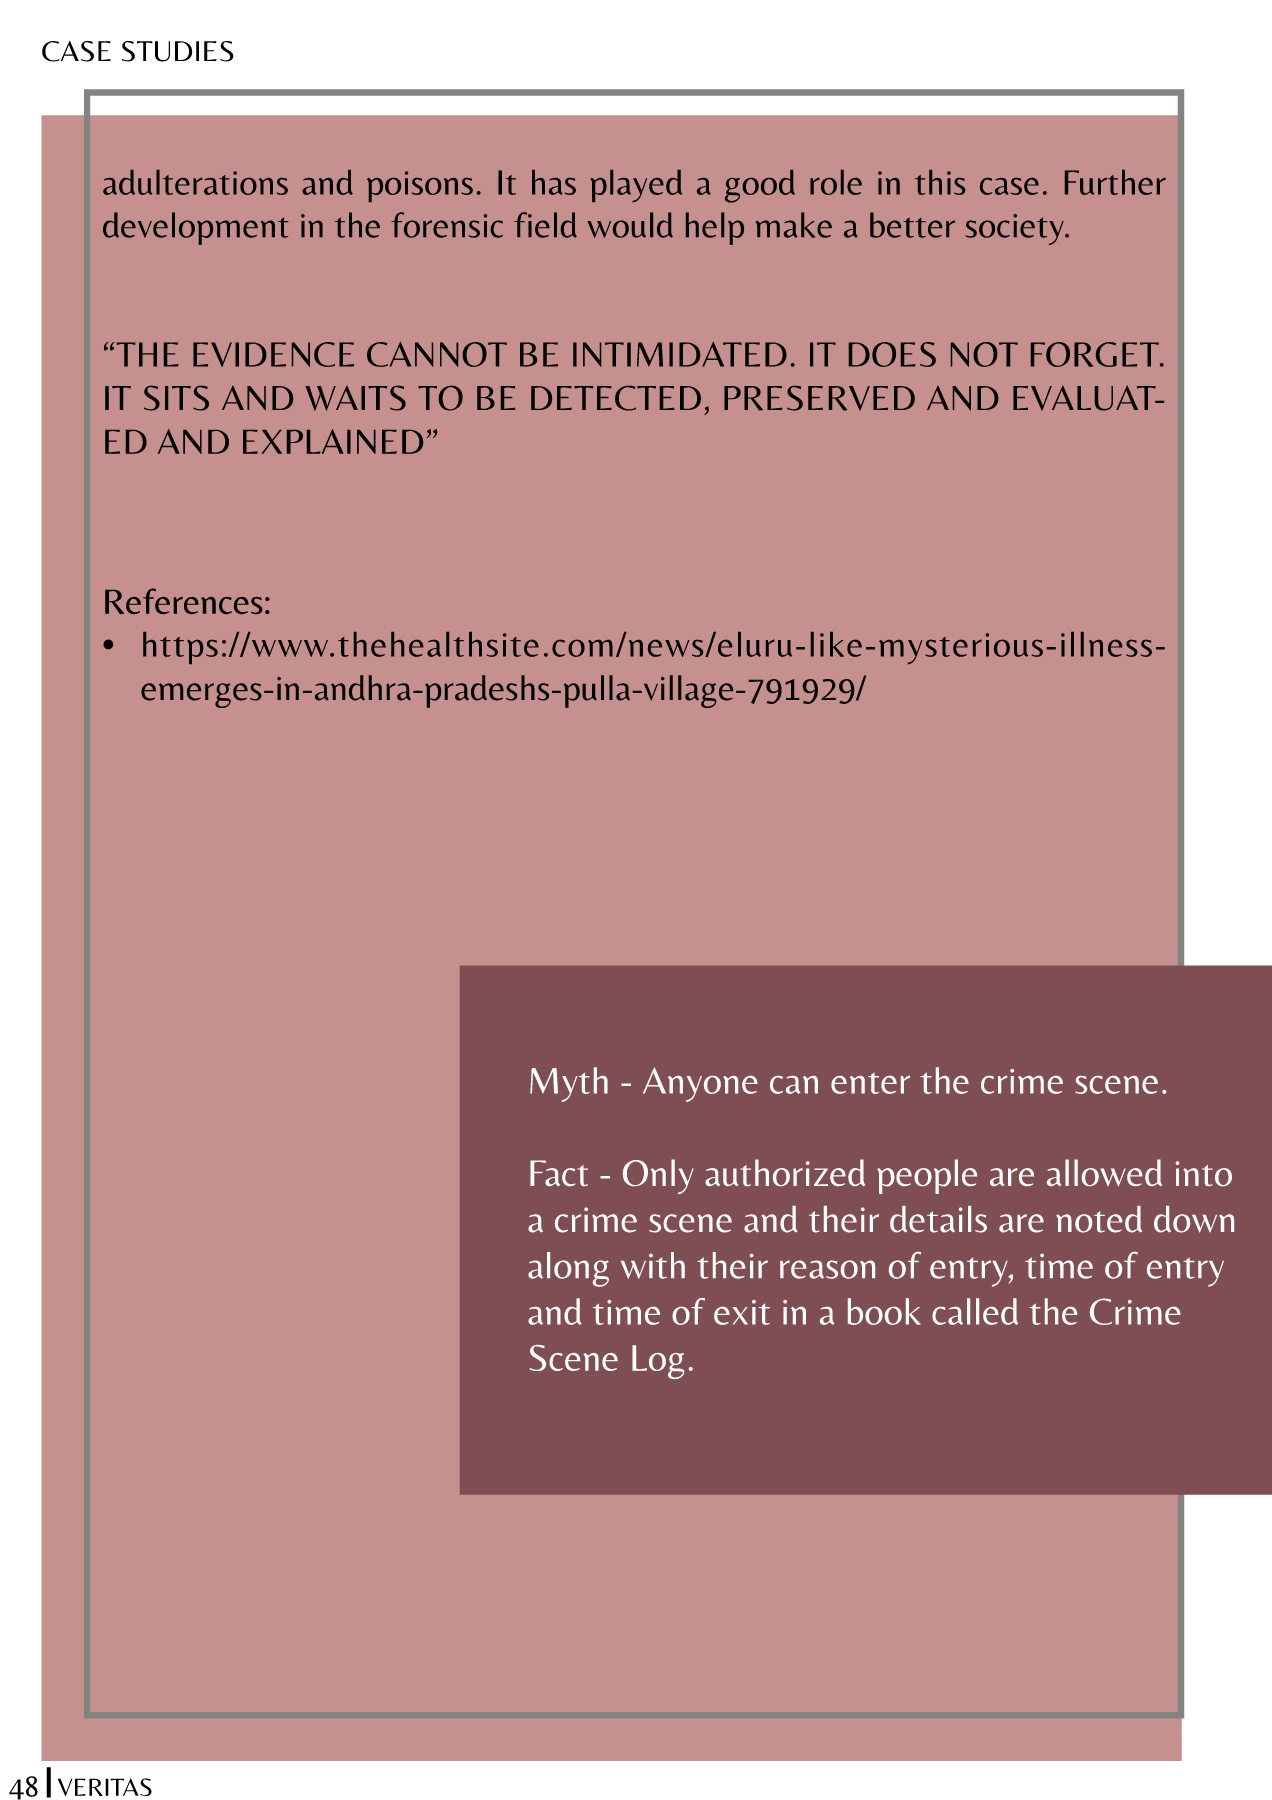 CASE STUDIES
adulterations and poisons. It has played a good role in this case. Further
development in the forensic field would help make a better society.
“THE EVIDENCE CANNOT BE INTIMIDATED. IT DOES NOT FORGET.
IT SITS AND WAITS TO BE DETECTED, PRESERVED AND EVALUAT-
ED AND EXPLAINED”
References:
• https://www.thehealthsite.com/news/eluru-like-mysterious-illness-
emerges-in-andhra-pradeshs-pulla-village-791929/
Myth - Anyone can enter the crime scene.
Fact - Only authorized people are allowed into
a crime scene and their details are noted down
along with their reason of entry, time of entry
and time of exit in a book called the Crime
Scene Log.
48 | VERITAS